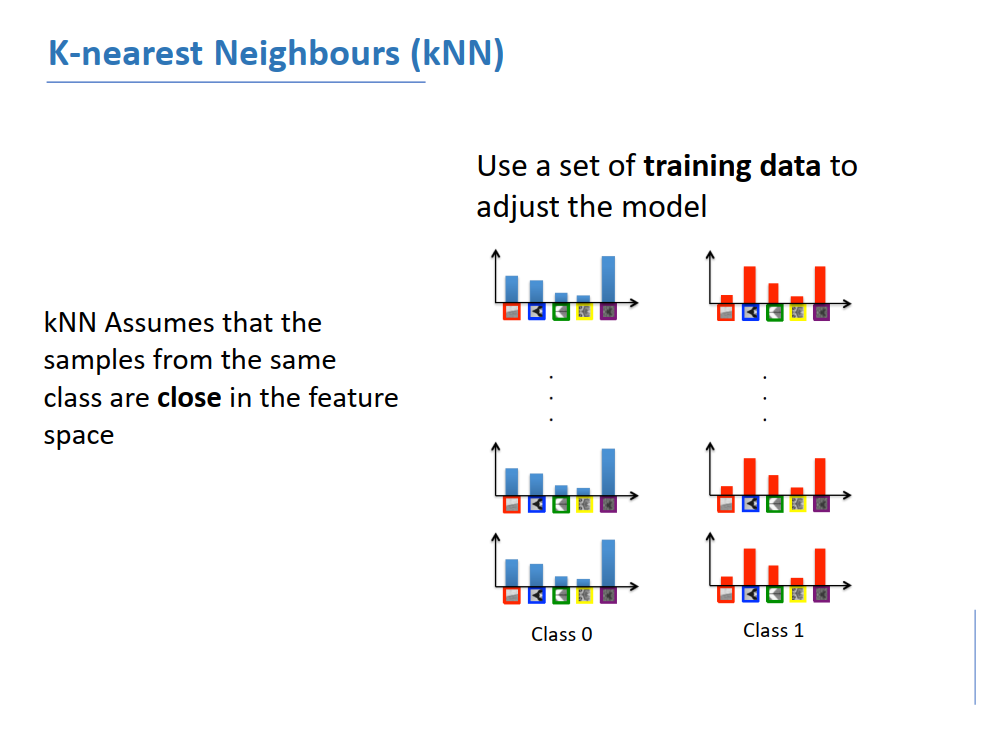 K-nearest Neighbours (kNN)
Use a set of training data to
adjust the model
kNN Assumes that the
samples from the same
class are close in the feature
space
Class 0
Class 1